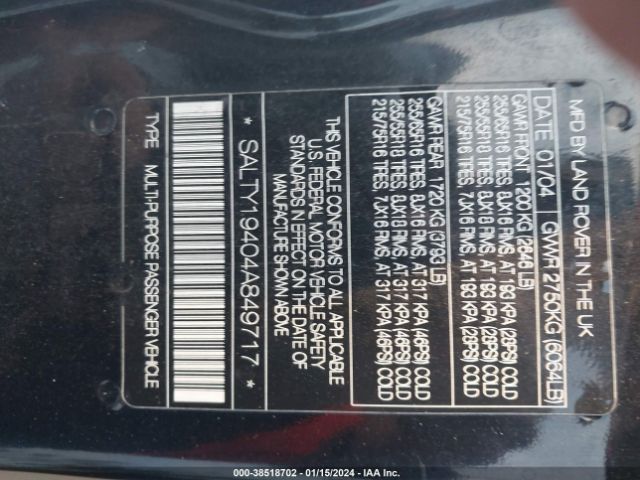 MFD BY LAND ROVER IN THE UK
DATE 01/04 GVWR 2750KG (6064LB)
GAWR FRONT 1200 KG (2646 LB)
255/65R16 TIRES, 8JX16 RIMS, AT 193 KPA (28PSI) COLD
255/55R18 TIRES, 8JX18 RIMS, AT 193 KPA (28PSI) COLD
215/75R16 TIRES, 7JX16 RIMS, AT 193 KPA (28PSI) COLD
GAWR REAR 1720 KG (3793 LB)
255/65R16 TIRES, 8JX16 RIMS, AT 317 KPA (46PSI) COLD
255/55R18 TIRES, 8JX18 RIMS, AT 317 KPA (46PSI) COLD
215/75R16 TIRES, 7JX16 RIMS, AT 317 KPA (46PSI) COLD
THIS VEHICLE CONFORMS TO ALL APPLICABLE
U.S. FEDERAL MOTOR VEHICLE SAFETY
STANDARDS IN EFFECT ON THE DATE OF
MANUFACTURE SHOWN ABOVE
* SALTY19404A849717 *
TYPE MULTI-PURPOSE PASSENGER VEHICLE
000-38518702 - 01/15/2024 - IAA Inc.